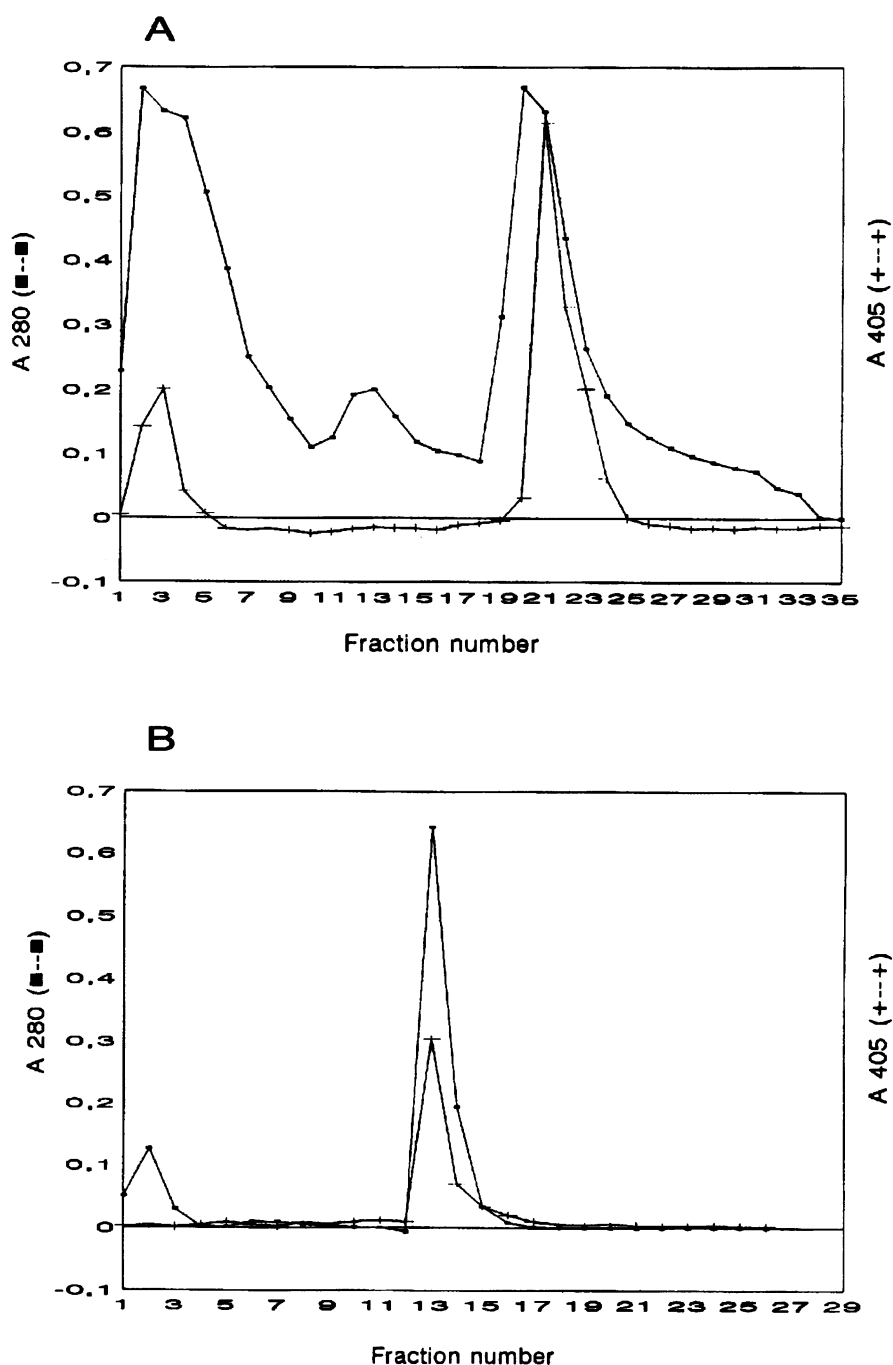 A
0.7
0.6
0.5
0.4
0.3
0.2
0.1
0
-0.1
A 280 (■--■)
A 405 (+---+)
1 3 5 7 9 11 13 15 17 19 21 23 25 27 29 31 33 35
Fraction number
B
0.7
0.6
0.5
0.4
0.3
0.2
0.1
0
-0.1
A 280 (■--■)
A 405 (+---+)
1 3 5 7 9 11 13 15 17 19 21 23 25 27 29
Fraction number